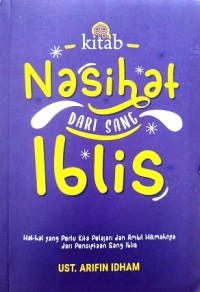 kitab
Nasihat
DARI SANG
Iblis
Hal-hal yang Perlu Kita Pelajari dan Ambil Hikmahnya
dari Penciptaan Sang Iblis
UST. ARIFIN IDHAM